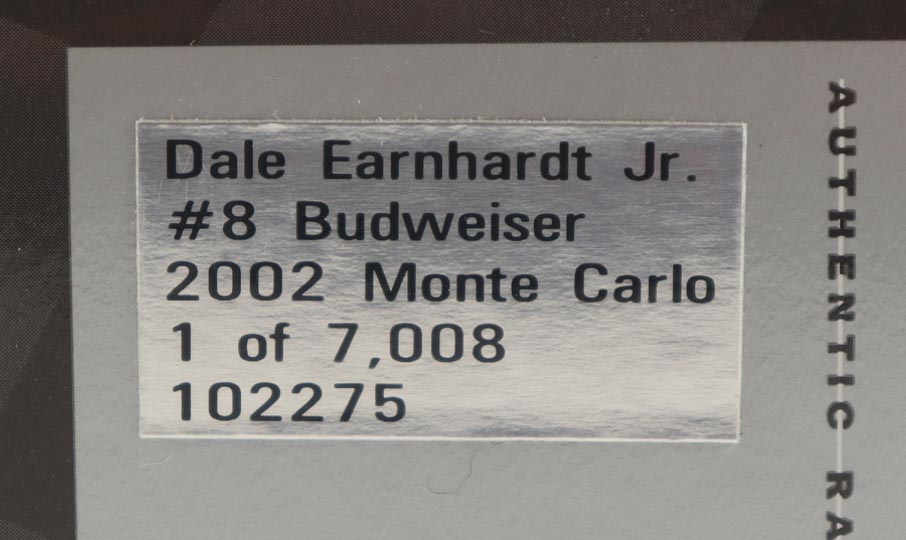 Dale Earnhardt Jr.
#8 Budweiser
2002 Monte Carlo
1 of 7,008
102275
AUTHENTIC RA